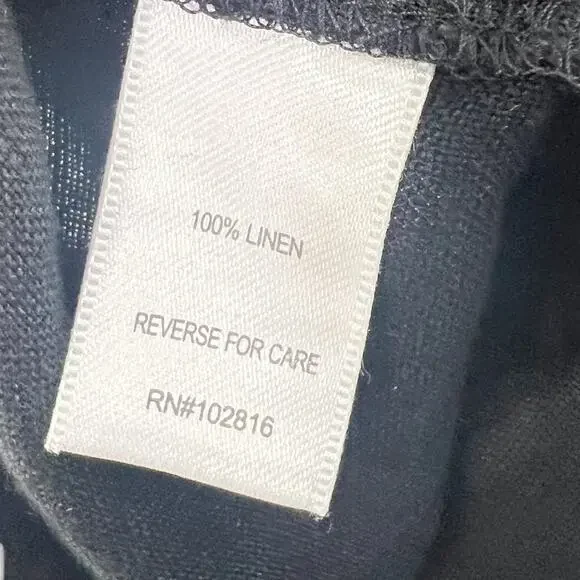 100% LINEN
REVERSE FOR CARE
RN#102816